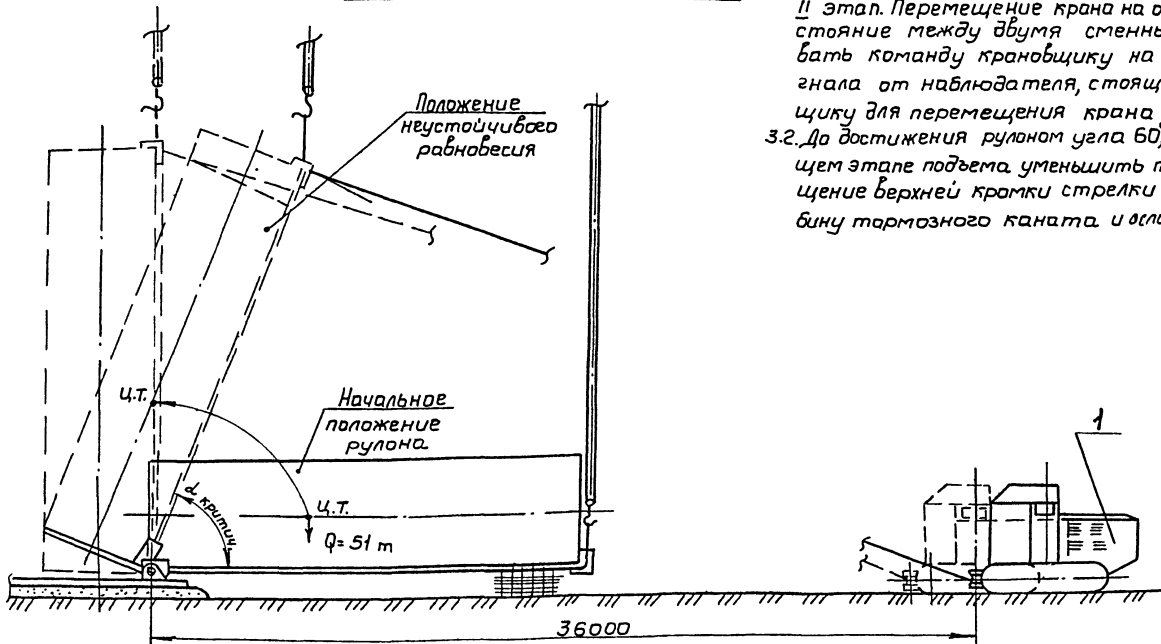 II этап. Перемещение крана на о
стояние между двумя сменны
вать команду крановщику на
гнала от наблюдателя, стоящ
щику для перемещения крана
3.2. До достижения рулоном угла 60,
щем этапе подъема уменьшить п
щение верхней кромки стрелки
бину тормозного каната и осл
Положение
неустойчивого
равновесия
Ц.Т.
Начальное
положение
рулона
1
α критич.
Ц.Т.
Q= 51 т
36000